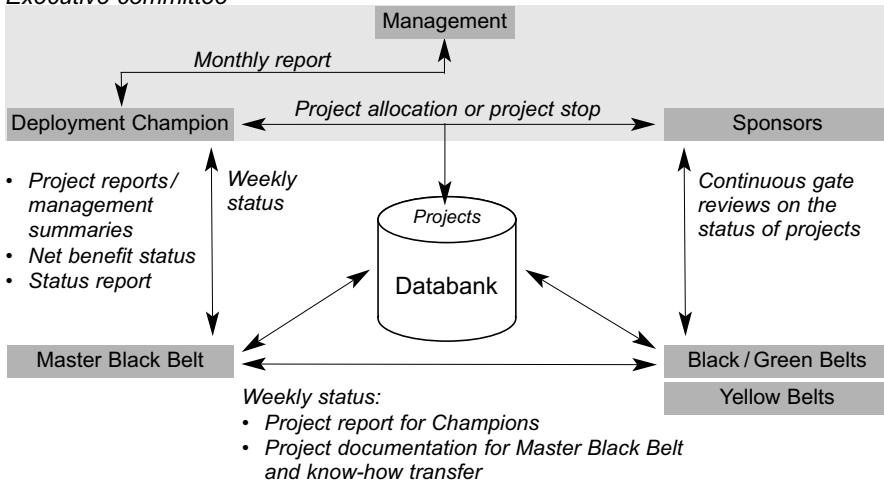 Executive committee
Management
Monthly report
Deployment Champion
Project allocation or project stop
Sponsors
• Project reports/
management
summaries
• Net benefit status
• Status report
Weekly
status
Projects
Databank
Continuous gate
reviews on the
status of projects
Master Black Belt
Black / Green Belts
Yellow Belts
Weekly status:
• Project report for Champions
• Project documentation for Master Black Belt
and know-how transfer